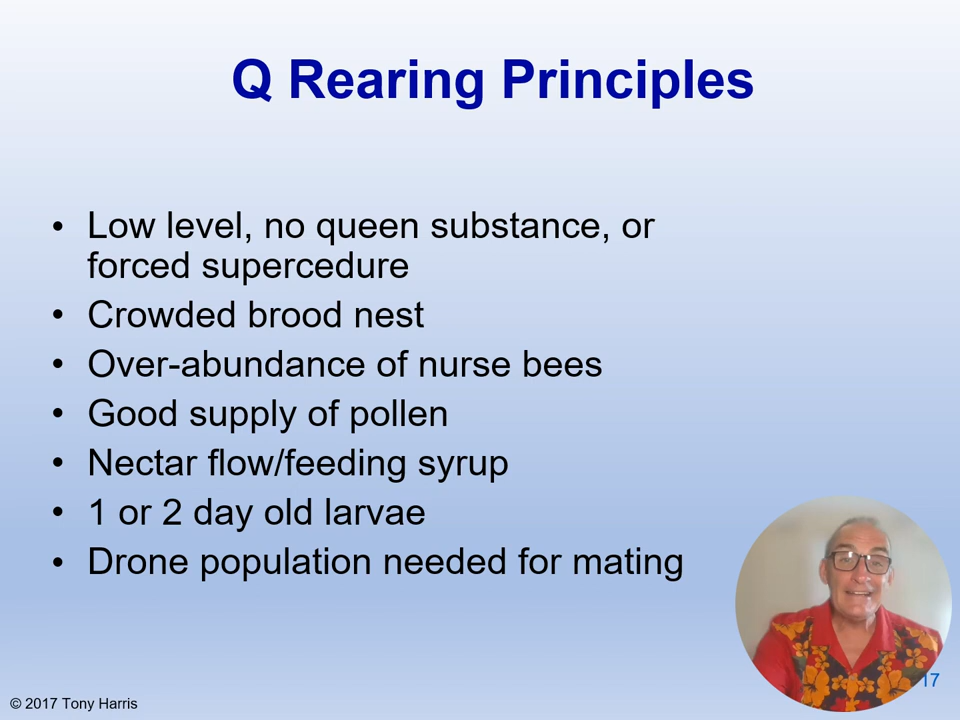 Q Rearing Principles
• Low level, no queen substance, or
forced supercedure
• Crowded brood nest
• Over-abundance of nurse bees
• Good supply of pollen
• Nectar flow/feeding syrup
• 1 or 2 day old larvae
• Drone population needed for mating
17
© 2017 Tony Harris